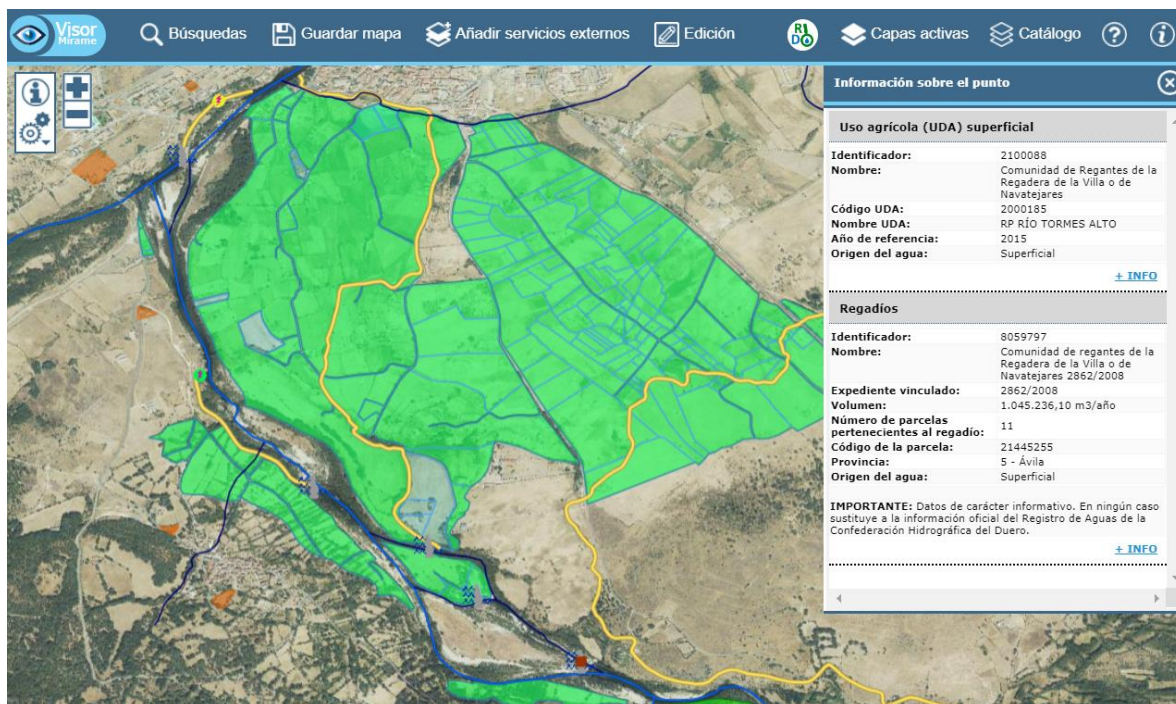 Visor
Mirame
Búsquedas
Guardar mapa
Añadir servicios externos
Edición
RI
DO
Capas activas
Catálogo
?
i
i
Información sobre el punto
Uso agrícola (UDA) superficial
Identificador: 2100088
Nombre: Comunidad de Regantes de la
Regadera de la Villa o de
Navatejares
Código UDA: 2000185
Nombre UDA: RP RÍO TORMES ALTO
Año de referencia: 2015
Origen del agua: Superficial
+ INFO
Regadíos
Identificador: 8059797
Nombre: Comunidad de regantes de la
Regadera de la Villa o de
Navatejares 2862/2008
Expediente vinculado: 2862/2008
Volumen: 1.045.236,10 m3/año
Número de parcelas
pertenecientes al regadío: 11
Código de la parcela: 21445255
Provincia: 5 - Ávila
Origen del agua: Superficial
IMPORTANTE: Datos de carácter informativo. En ningún caso
sustituye a la información oficial del Registro de Aguas de la
Confederación Hidrográfica del Duero.
+ INFO